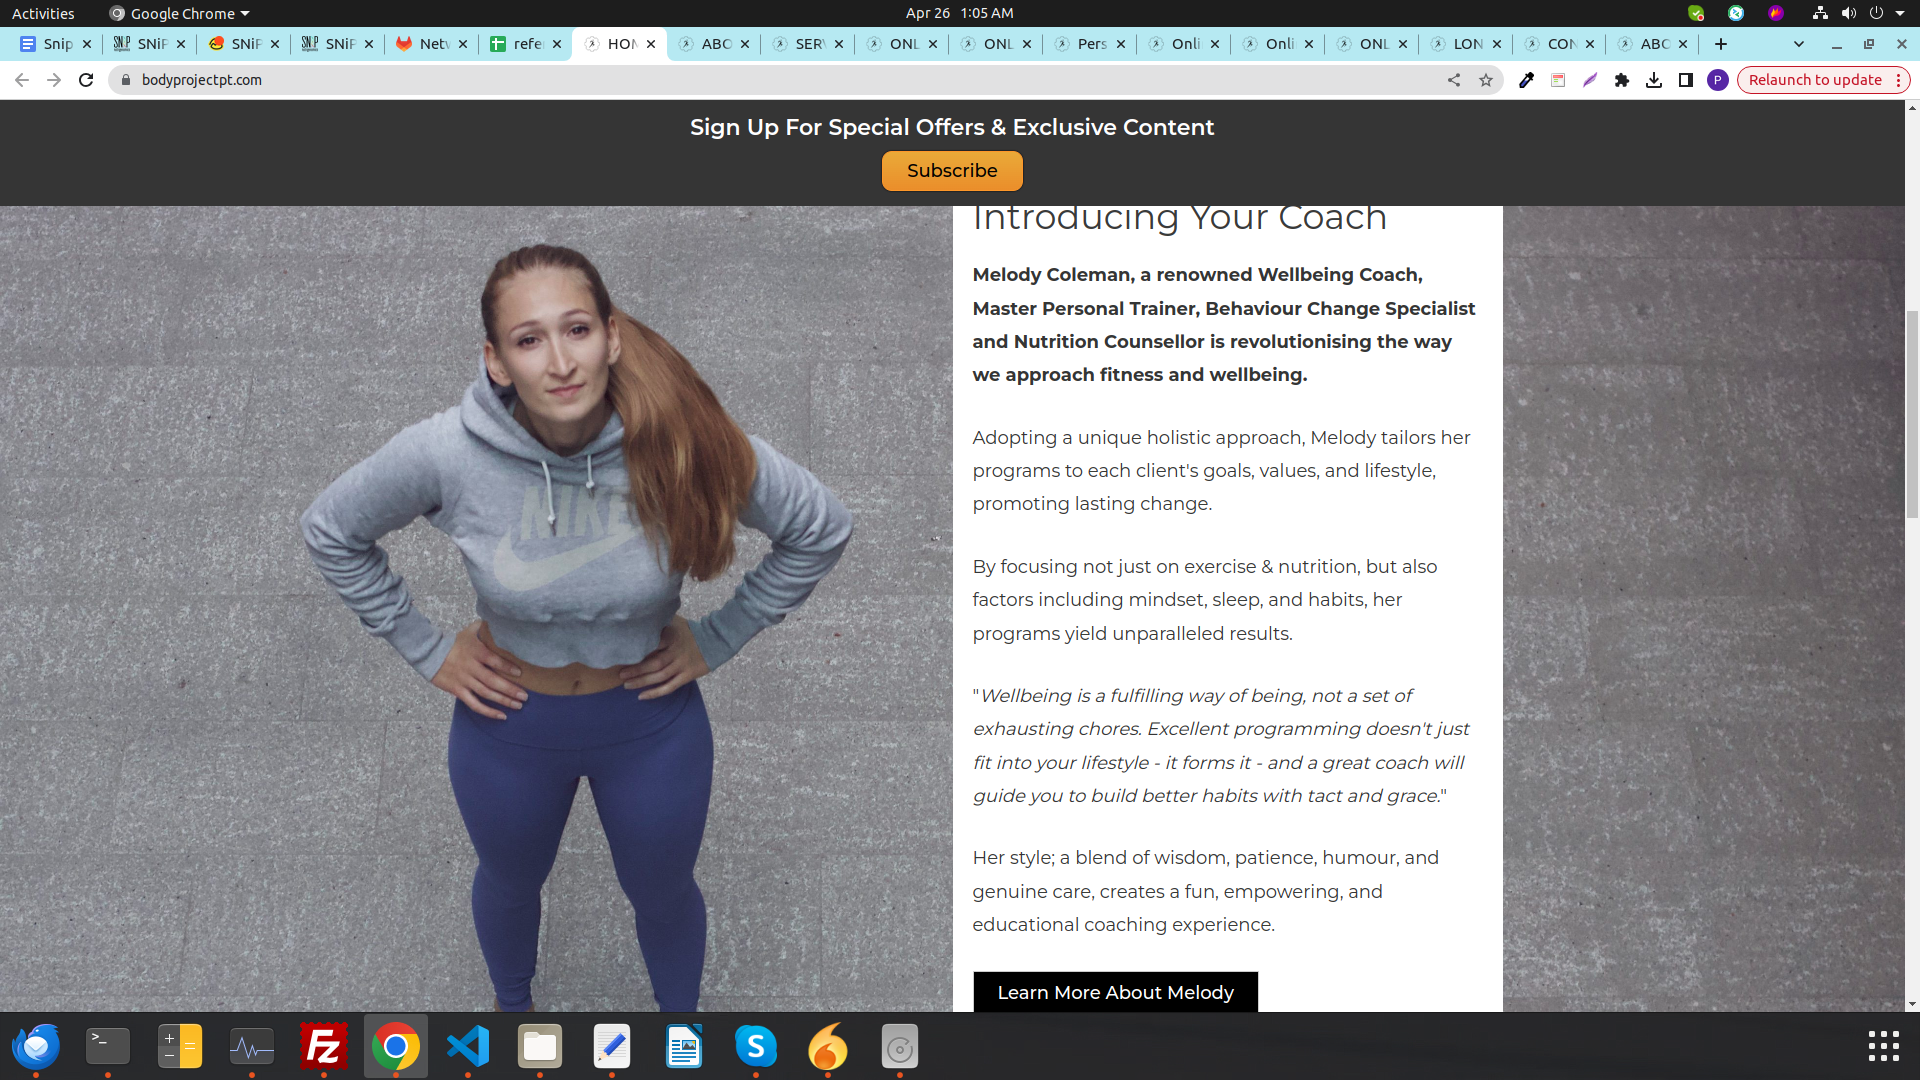 Activities
Google Chrome
Apr 26 1:05 AM
Snip
SNiP
SNiP
SNiP
Netw
refer
HOM
ABO
SERV
ONL
ONL
Pers
Onli
Onli
ONL
LON
CON
ABO
bodyprojectpt.com
P
Relaunch to update
Sign Up For Special Offers & Exclusive Content
Subscribe
Introducing Your Coach
Melody Coleman, a renowned Wellbeing Coach,
Master Personal Trainer, Behaviour Change Specialist
and Nutrition Counsellor is revolutionising the way
we approach fitness and wellbeing.
Adopting a unique holistic approach, Melody tailors her
programs to each client's goals, values, and lifestyle,
promoting lasting change.
By focusing not just on exercise & nutrition, but also
factors including mindset, sleep, and habits, her
programs yield unparalleled results.
"Wellbeing is a fulfilling way of being, not a set of
exhausting chores. Excellent programming doesn't just
fit into your lifestyle - it forms it - and a great coach will
guide you to build better habits with tact and grace."
Her style; a blend of wisdom, patience, humour, and
genuine care, creates a fun, empowering, and
educational coaching experience.
Learn More About Melody
NIKE
Fz
S